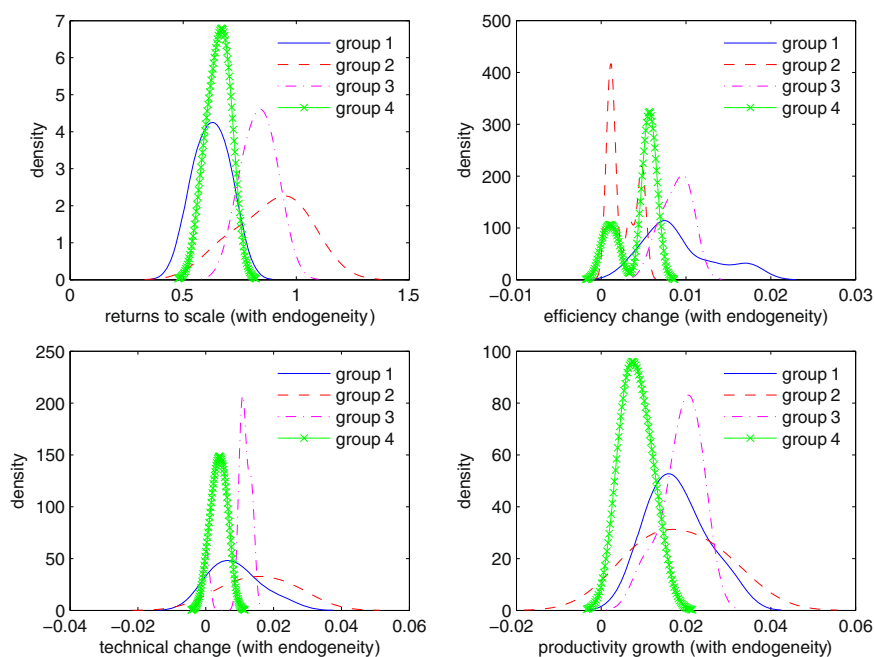 7
6
5
4
3
2
1
0
density
0
0.5
1
1.5
returns to scale (with endogeneity)
group 1
group 2
group 3
group 4
500
400
300
200
100
0
density
−0.01
0
0.01
0.02
0.03
efficiency change (with endogeneity)
group 1
group 2
group 3
group 4
250
200
150
100
50
0
density
−0.04
−0.02
0
0.02
0.04
0.06
technical change (with endogeneity)
group 1
group 2
group 3
group 4
100
80
60
40
20
0
density
−0.02
0
0.02
0.04
0.06
productivity growth (with endogeneity)
group 1
group 2
group 3
group 4